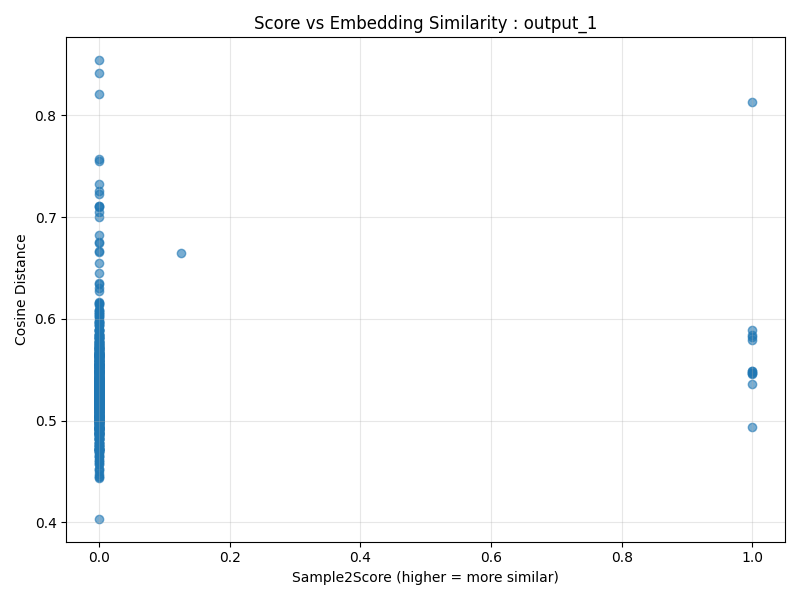 Score vs Embedding Similarity : output_1
Cosine Distance
0.8
0.7
0.6
0.5
0.4
0.0 0.2 0.4 0.6 0.8 1.0
Sample2Score (higher = more similar)